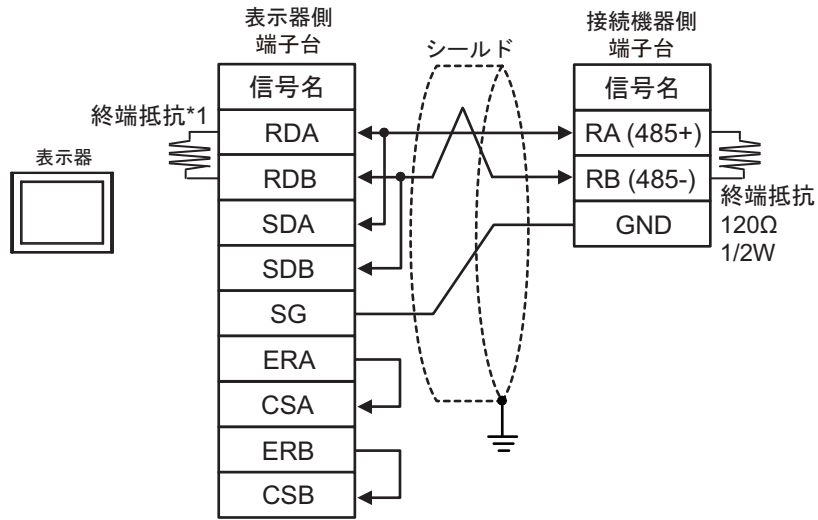 表示器側
端子台
信号名
RDA
RDB
SDA
SDB
SG
ERA
CSA
ERB
CSB
終端抵抗*1
表示器
シールド
接続機器側
端子台
信号名
RA (485+)
RB (485-)
GND
終端抵抗
120Ω
1/2W